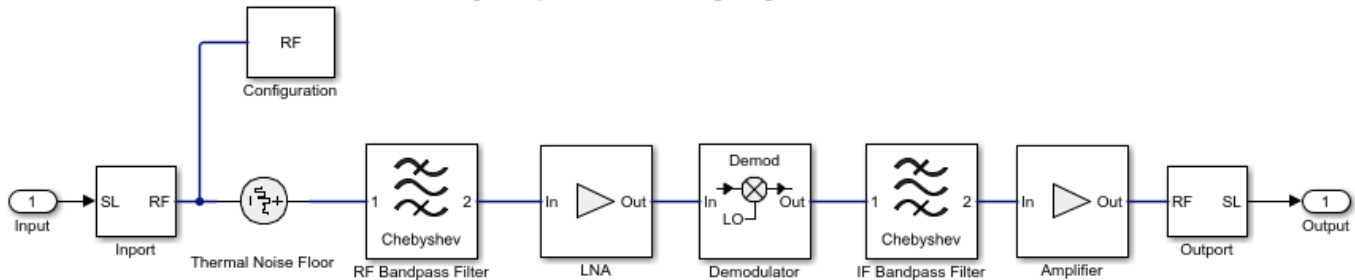 RF
Configuration
1
Input
SL RF
Inport
Thermal Noise Floor
1 2
Chebyshev
RF Bandpass Filter
In Out
LNA
Demod
In Out
LO
Demodulator
1 2
Chebyshev
IF Bandpass Filter
In Out
Amplifier
RF SL
Outport
1
Output